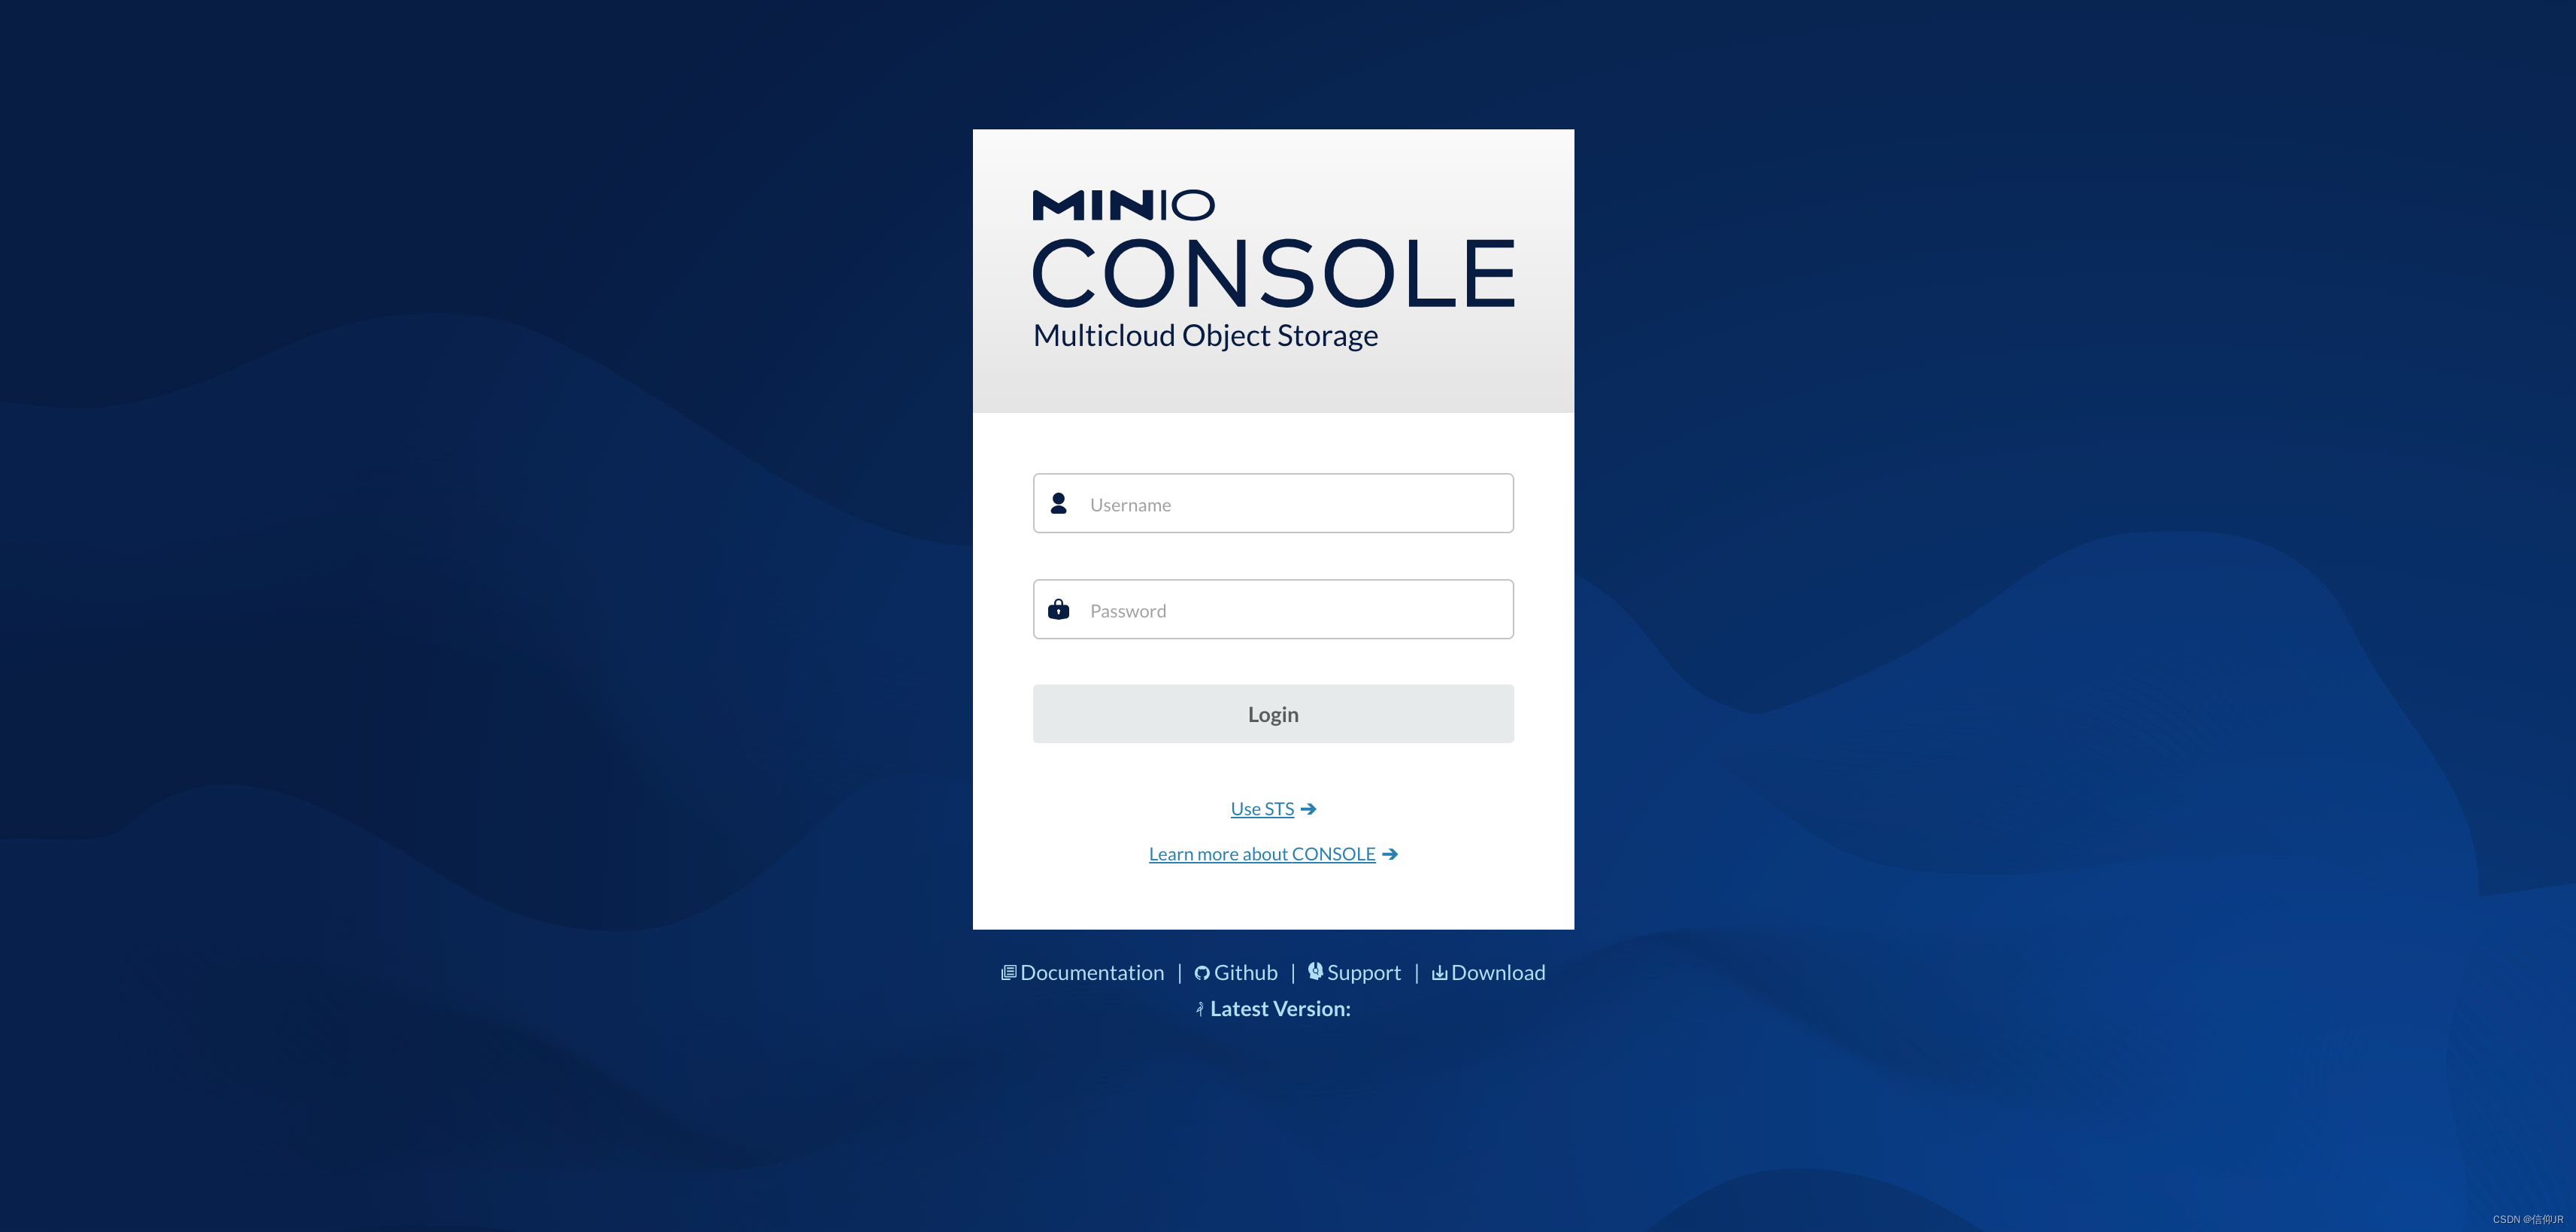 MINIO
CONSOLE
Multicloud Object Storage
Username
Password
Login
Use STS
Learn more about CONSOLE
Documentation | Github | Support | Download
Latest Version:
CSDN @信仰JR